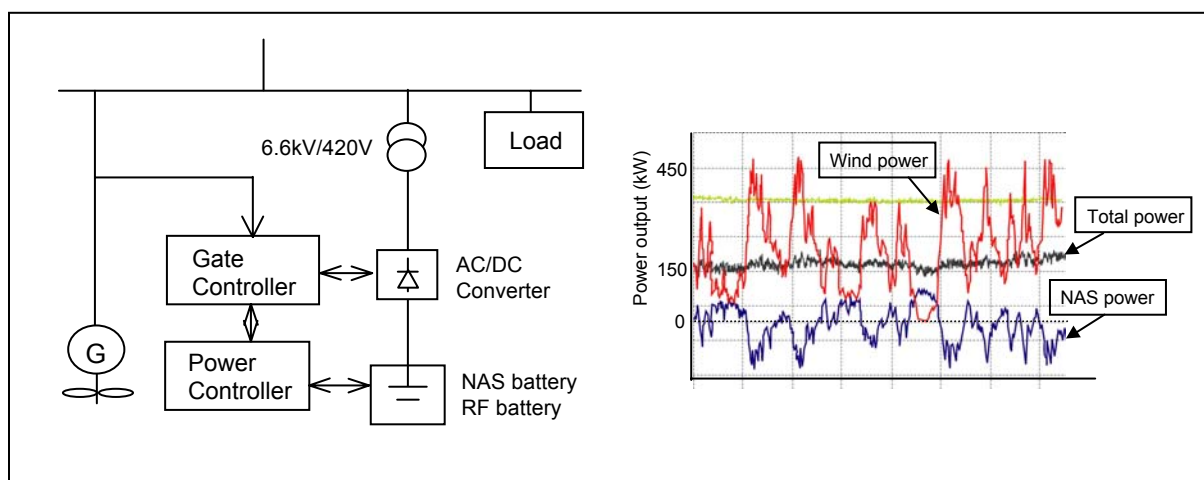 6.6kV/420V
Load
Gate
Controller
AC/DC
Converter
G
Power
Controller
NAS battery
RF battery
Power output (kW)
450
150
0
Wind power
Total power
NAS power